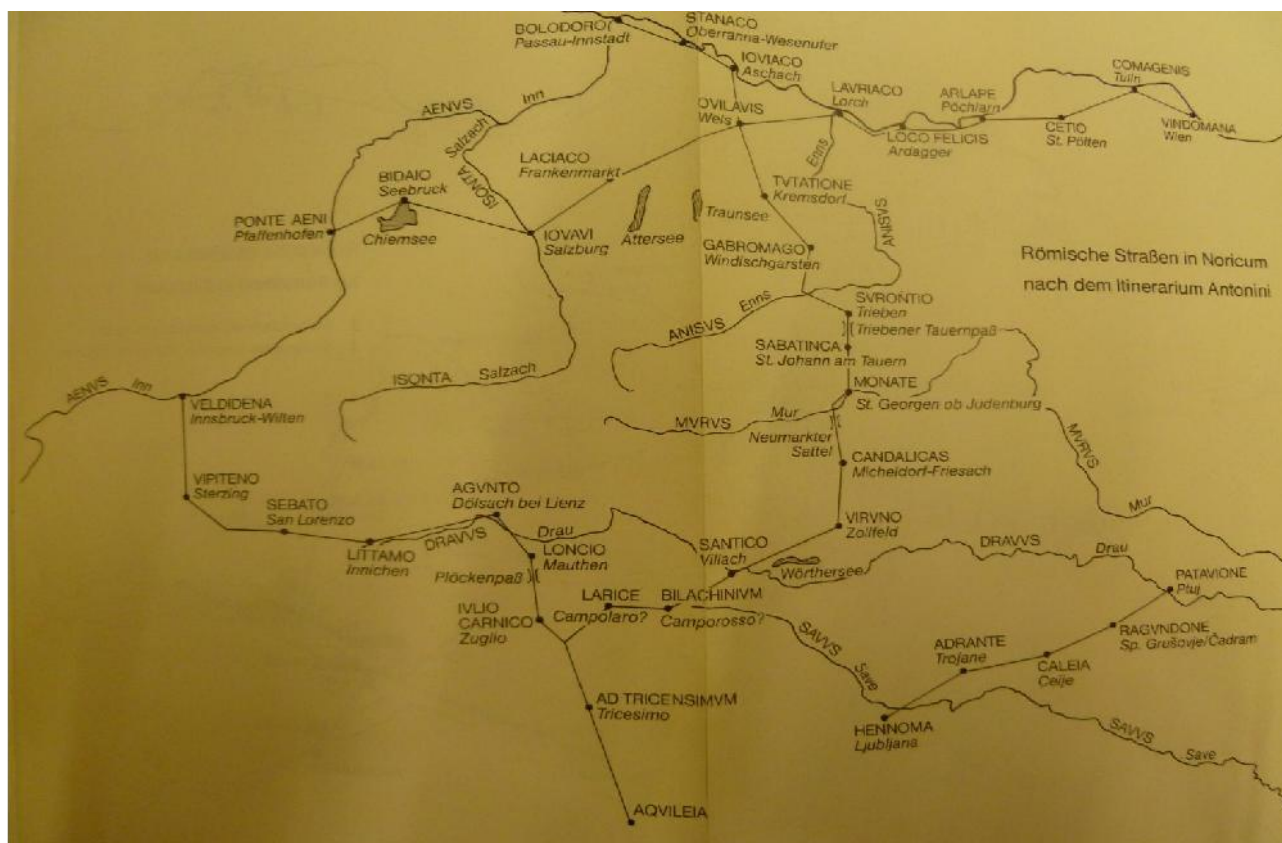 BOLODORO
Passau-Innstadt
STANACO
Oberranna-Wesenufer
IOVIACO
Aschach
COMAGENIS
Tulln
LAVRIACO
Lorch
ARLAPE
Pöchlarn
AENVS
Inn
OVILAVIS
Wels
VINDOMANA
Wien
CETIO
St. Pölten
LOCO FELICIS
Ardagger
Salzach
Enns
LACIACO
Frankenmarkt
BIDAIO
Seebruck
ISONTA
TVTATIONE
Kremsdorf
ANISVS
PONTE AENI
Pfaffenhofen
Chiemsee
IOVAVI
Salzburg
Attersee
Traunsee
GABROMAGO
Windischgarsten
Römische Straßen in Noricum
nach dem Itinerarium Antonini
ANISVS
Enns
SVRONTIO
Trieben
Triebener Tauernpaß
SABATINCA
St. Johann am Tauern
AENVS
Inn
ISONTA
Salzach
MONATE
St. Georgen ob Judenburg
VELDIDENA
Innsbruck-Wilten
MVRVS
Mur
Neumarkter
Sattel
MVRVS
Mur
CANDALICAS
Micheldorf-Friesach
VIPITENO
Sterzing
SEBATO
San Lorenzo
AGVNTO
Dölsach bei Lienz
VIRVNO
Zollfeld
LITTAMO
Innichen
DRAVVS
Drau
LONCIO
Mauthen
Plöckenpaß
SANTICO
Villach
Wörthersee
DRAVVS
Drau
PATAVIONE
Ptuj
IVLIO
CARNICO
Zuglio
LARICE
Campolaro?
BILACHINIVM
Camporosso?
SAVVS
Save
RAGVNDONE
Sp. Grušovje/Čadram
ADRANTE
Trojane
CALEIA
Celje
AD TRICENSIMVM
Tricesimo
HENNOMA
Ljubljana
SAVVS
Save
AQVILEIA